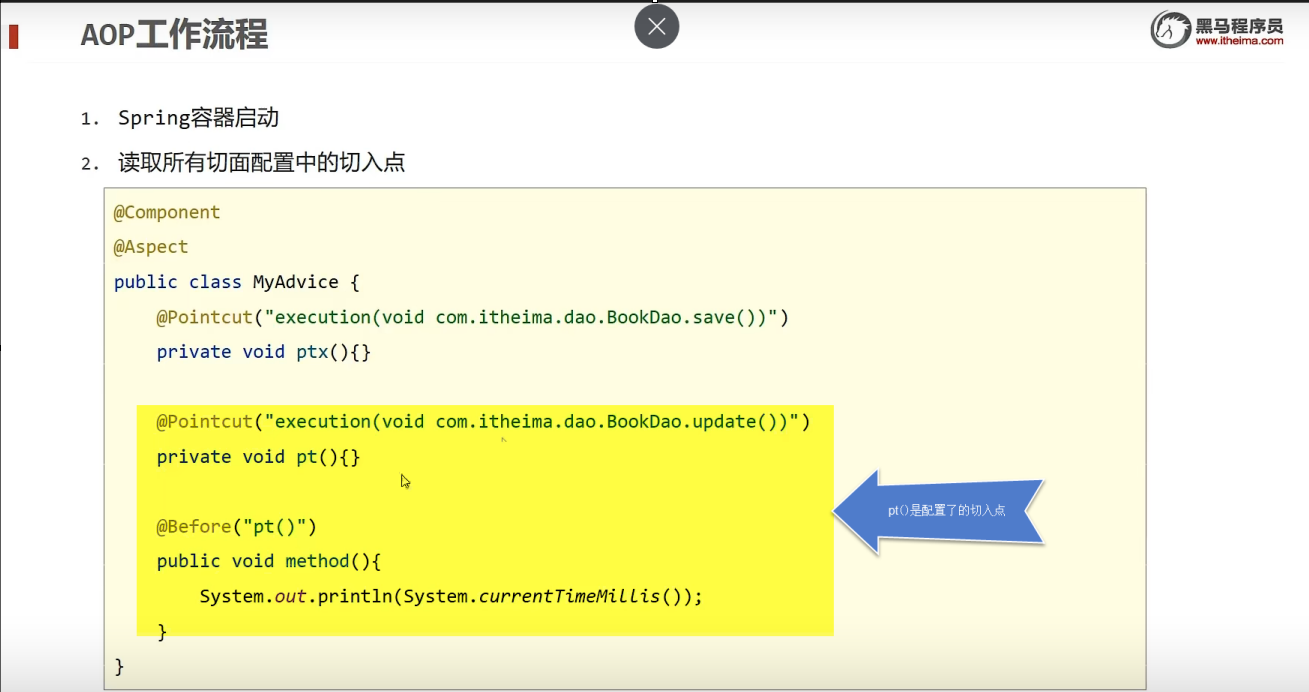 AOP工作流程
黑马程序员
www.itheima.com
1. Spring容器启动
2. 读取所有切面配置中的切入点
@Component
@Aspect
public class MyAdvice {
@Pointcut("execution(void com.itheima.dao.BookDao.save())")
private void ptx(){}
@Pointcut("execution(void com.itheima.dao.BookDao.update())")
private void pt(){}
pt()是配置了的切入点
@Before("pt()")
public void method(){
System.out.println(System.currentTimeMillis());
}
}